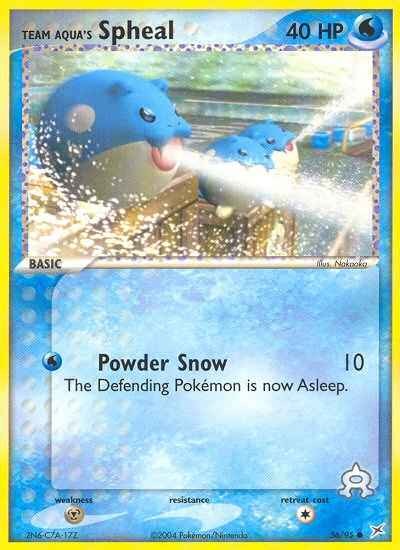 TEAM AQUA'S Spheal 40 HP
BASIC
Illus. Nakaoka
Powder Snow 10
The Defending Pokémon is now Asleep.
weakness resistance retreat cost
2N6-C7A-17Z ©2004 Pokémon/Nintendo 56/95